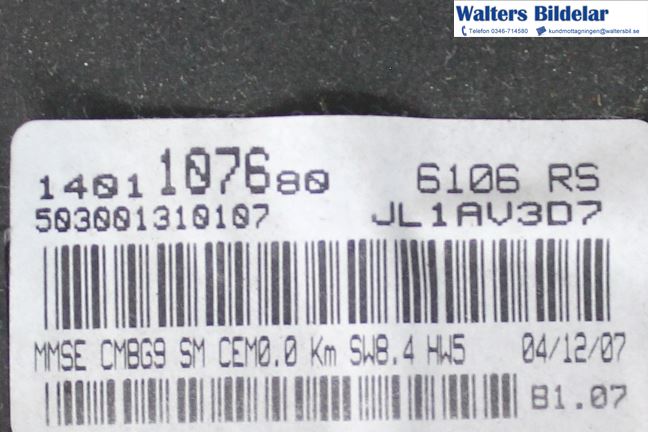 Walters Bildelar
Telefon 0346-714580 kundmottagningen@waltersbil.se
1401 1076 80 6106 RS
503001310107 JL1AV3D7
MMSE CMBG9 SM CEM0.0 Km SW8.4 HW5 04/12/07
B1.07